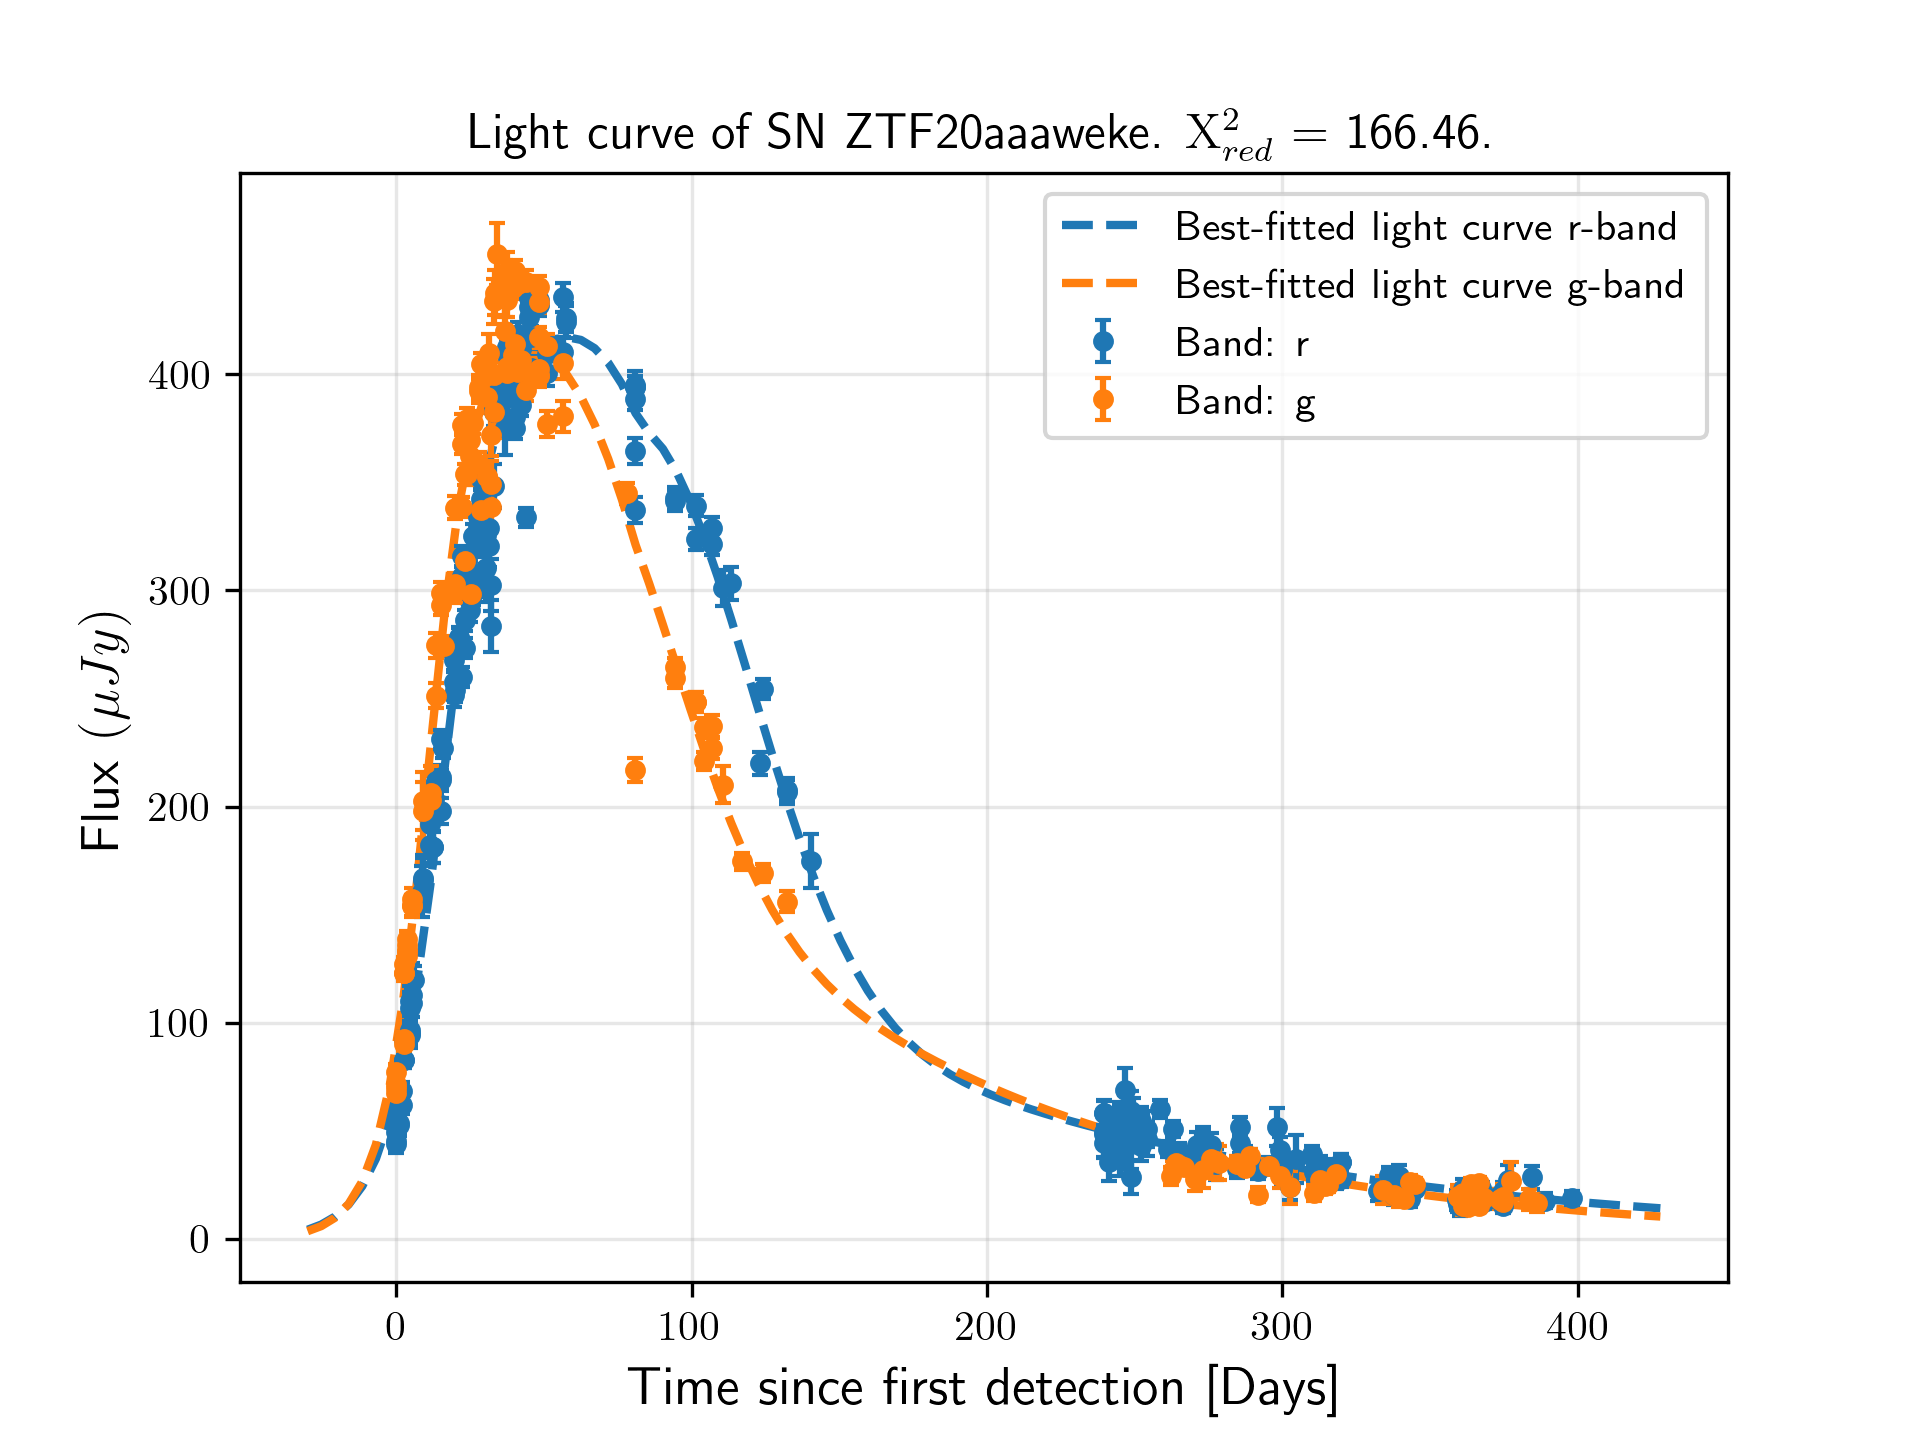 Light curve of SN ZTF20aaaweke. X²_red = 166.46.
Best-fitted light curve r-band
Best-fitted light curve g-band
Band: r
Band: g
Flux (μJy)
400
300
200
100
0
0 100 200 300 400
Time since first detection [Days]